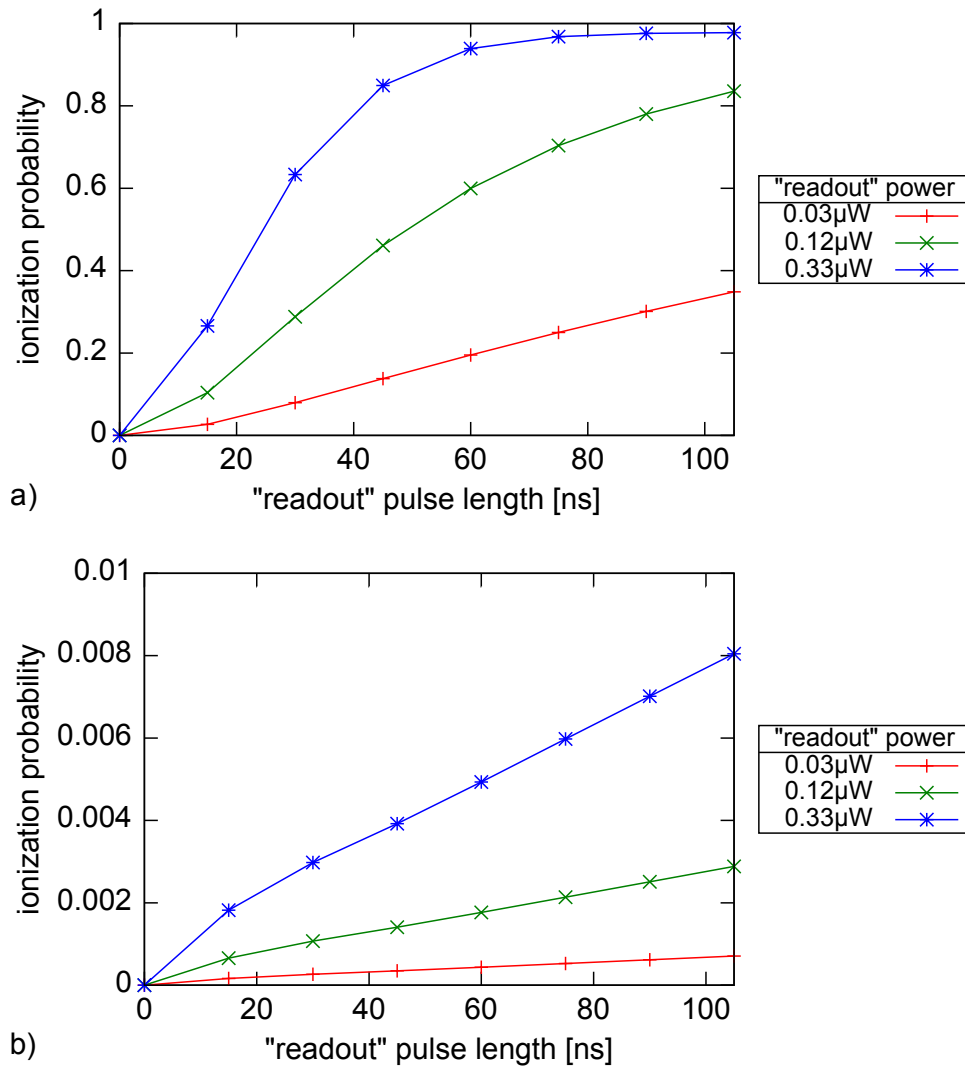 1
0.8
0.6
0.4
0.2
0
ionization probability
0 20 40 60 80 100
"readout" pulse length [ns]
a)
"readout" power
0.03µW
0.12µW
0.33µW
0.01
0.008
0.006
0.004
0.002
0
ionization probability
0 20 40 60 80 100
"readout" pulse length [ns]
b)
"readout" power
0.03µW
0.12µW
0.33µW